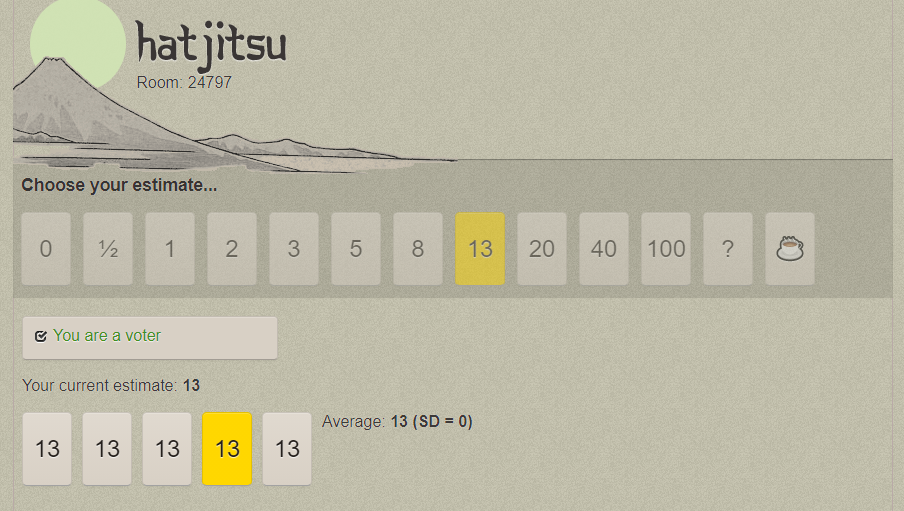 hatjitsu
Room: 24797
Choose your estimate...
0 ½ 1 2 3 5 8 13 20 40 100 ?
You are a voter
Your current estimate: 13
13 13 13 13 13 Average: 13 (SD = 0)